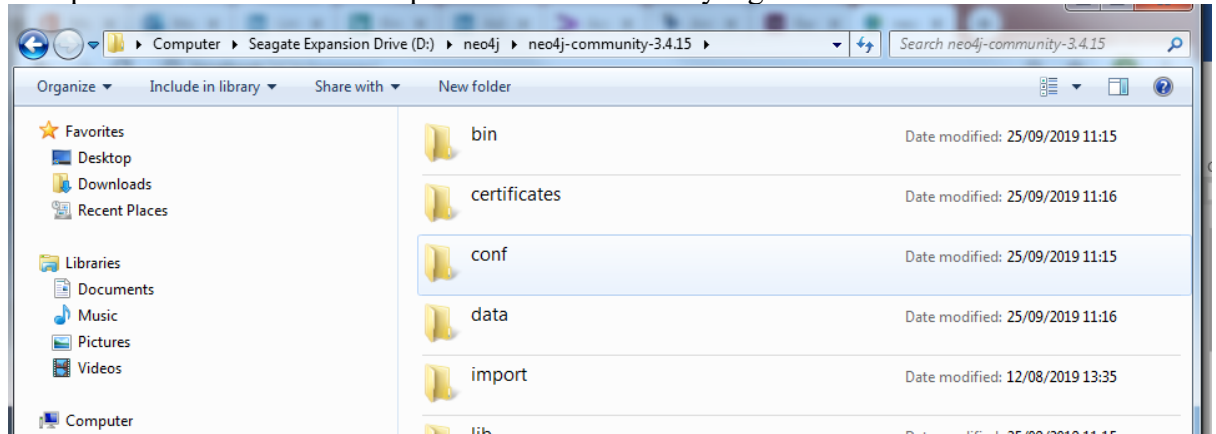 Computer ▸ Seagate Expansion Drive (D:) ▸ neo4j ▸ neo4j-community-3.4.15 ▸
Search neo4j-community-3.4.15
Organize Include in library Share with New folder
Favorites
Desktop
Downloads
Recent Places
Libraries
Documents
Music
Pictures
Videos
Computer
bin Date modified: 25/09/2019 11:15
certificates Date modified: 25/09/2019 11:16
conf Date modified: 25/09/2019 11:15
data Date modified: 25/09/2019 11:16
import Date modified: 12/08/2019 13:35
lib